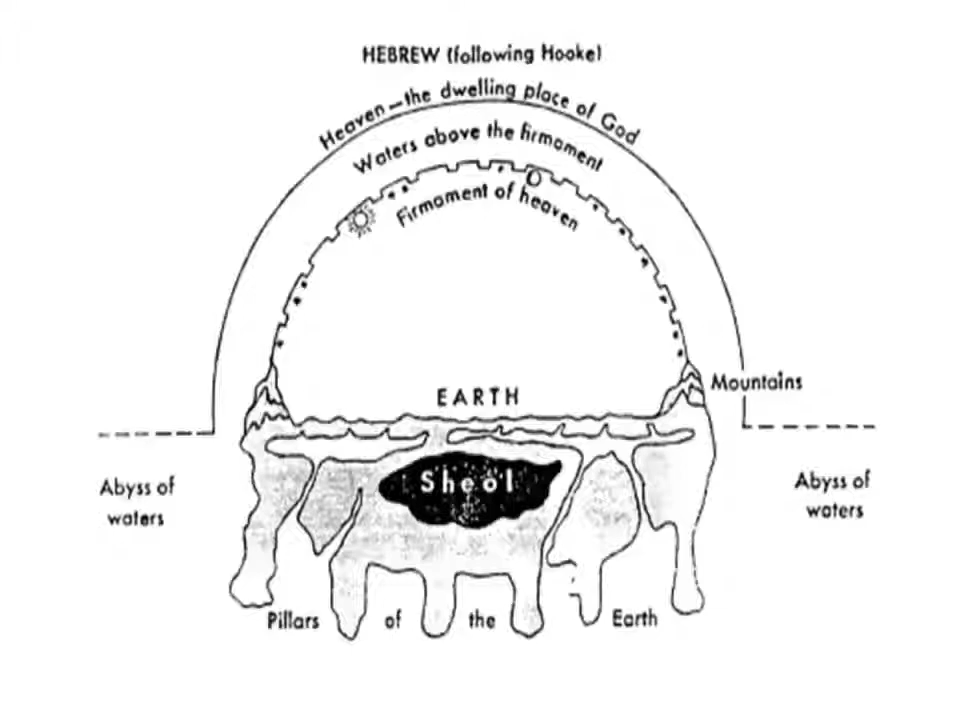 HEBREW (following Hooke)
Heaven—the dwelling place of God
Waters above the firmament
Firmament of heaven
EARTH
Mountains
Sheol
Abyss of
waters
Abyss of
waters
Pillars of the Earth